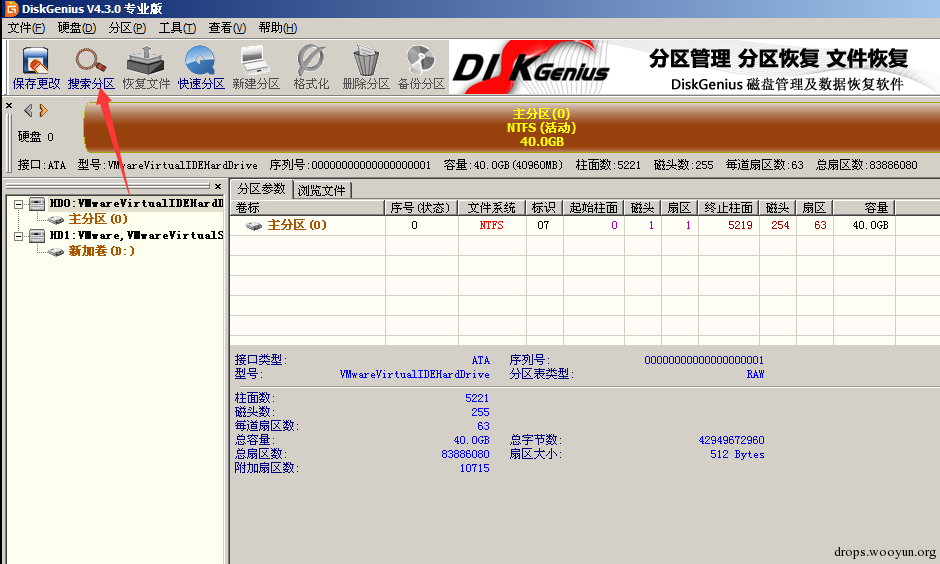 DiskGenius V4.3.0 专业版
文件(F) 硬盘(D) 分区(P) 工具(T) 查看(V) 帮助(H)
保存更改 搜索分区 恢复文件 快速分区 新建分区 格式化 删除分区 备份分区
DISKGenius
分区管理 分区恢复 文件恢复
DiskGenius 磁盘管理及数据恢复软件
硬盘 0
主分区(0)
NTFS (活动)
40.0GB
接口:ATA 型号:VMwareVirtualIDEHardDrive 序列号:00000000000000000001 容量:40.0GB(40960MB) 柱面数:5221 磁头数:255 每道扇区数:63 总扇区数:83886080
HD0:VMwareVirtualIDEHardD
主分区(0)
HD1:VMware,VMwareVirtualS
新加卷(D:)
分区参数 浏览文件
卷标 序号(状态) 文件系统 标识 起始柱面 磁头 扇区 终止柱面 磁头 扇区 容量
主分区(0) 0 NTFS 07 0 1 1 5219 254 63 40.0GB
接口类型: ATA 序列号: 00000000000000000001
型号: VMwareVirtualIDEHardDrive 分区表类型: RAW
柱面数: 5221
磁头数: 255
每道扇区数: 63
总容量: 40.0GB 总字节数: 42949672960
总扇区数: 83886080 扇区大小: 512 Bytes
附加扇区数: 10715
drops.wooyun.org